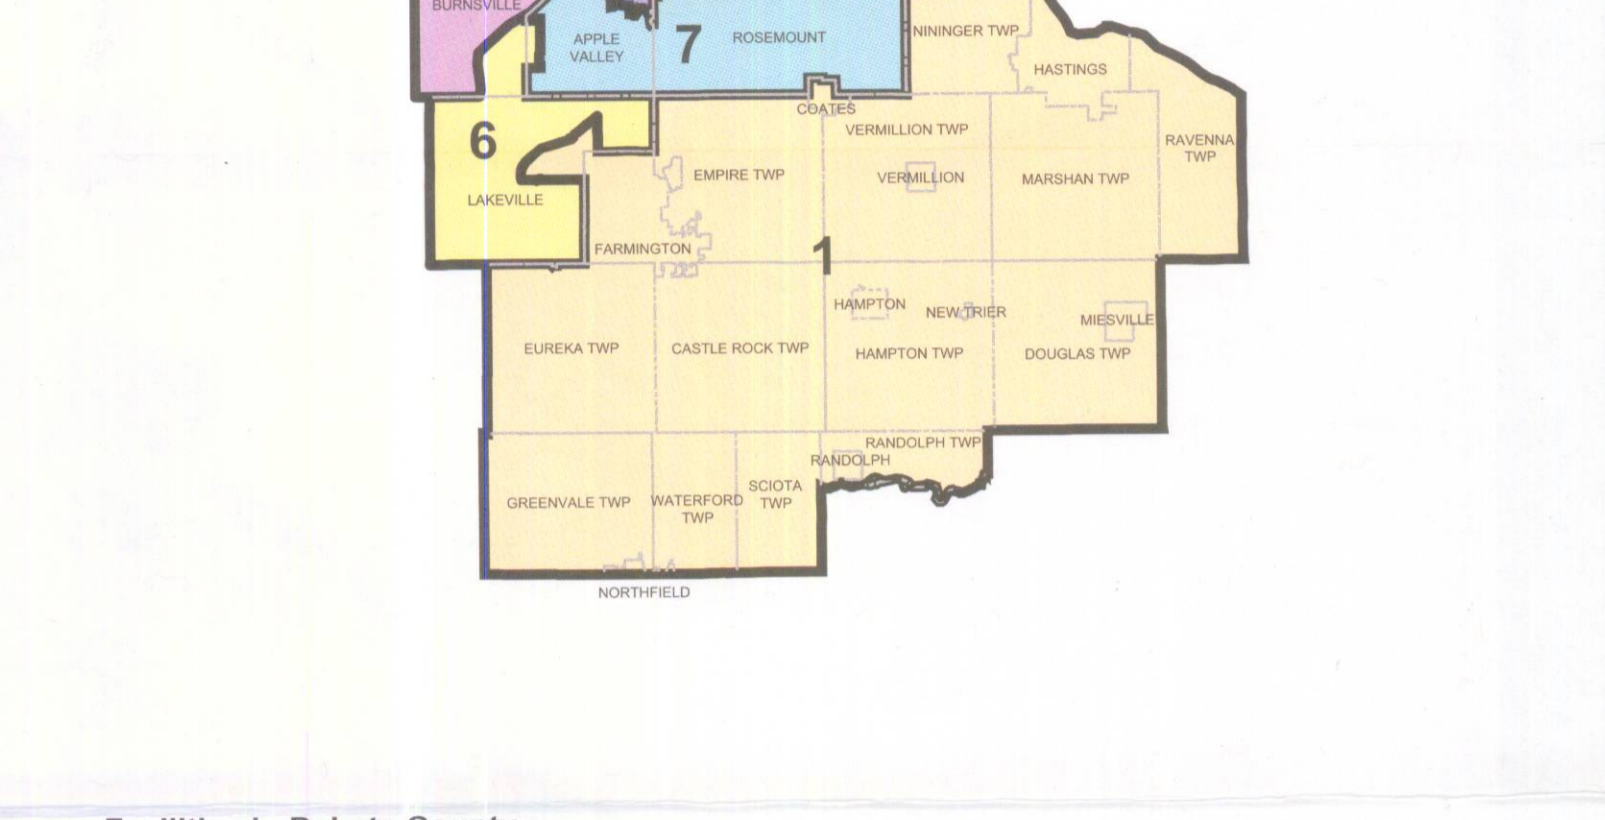 BURNSVILLE
APPLE
VALLEY
7
ROSEMOUNT
NININGER TWP
HASTINGS
COATES
6
VERMILLION TWP
RAVENNA
TWP
EMPIRE TWP
VERMILLION
MARSHAN TWP
LAKEVILLE
FARMINGTON
1
HAMPTON
NEW TRIER
MIESVILLE
EUREKA TWP
CASTLE ROCK TWP
HAMPTON TWP
DOUGLAS TWP
RANDOLPH TWP
RANDOLPH
GREENVALE TWP
WATERFORD
TWP
SCIOTA
TWP
NORTHFIELD